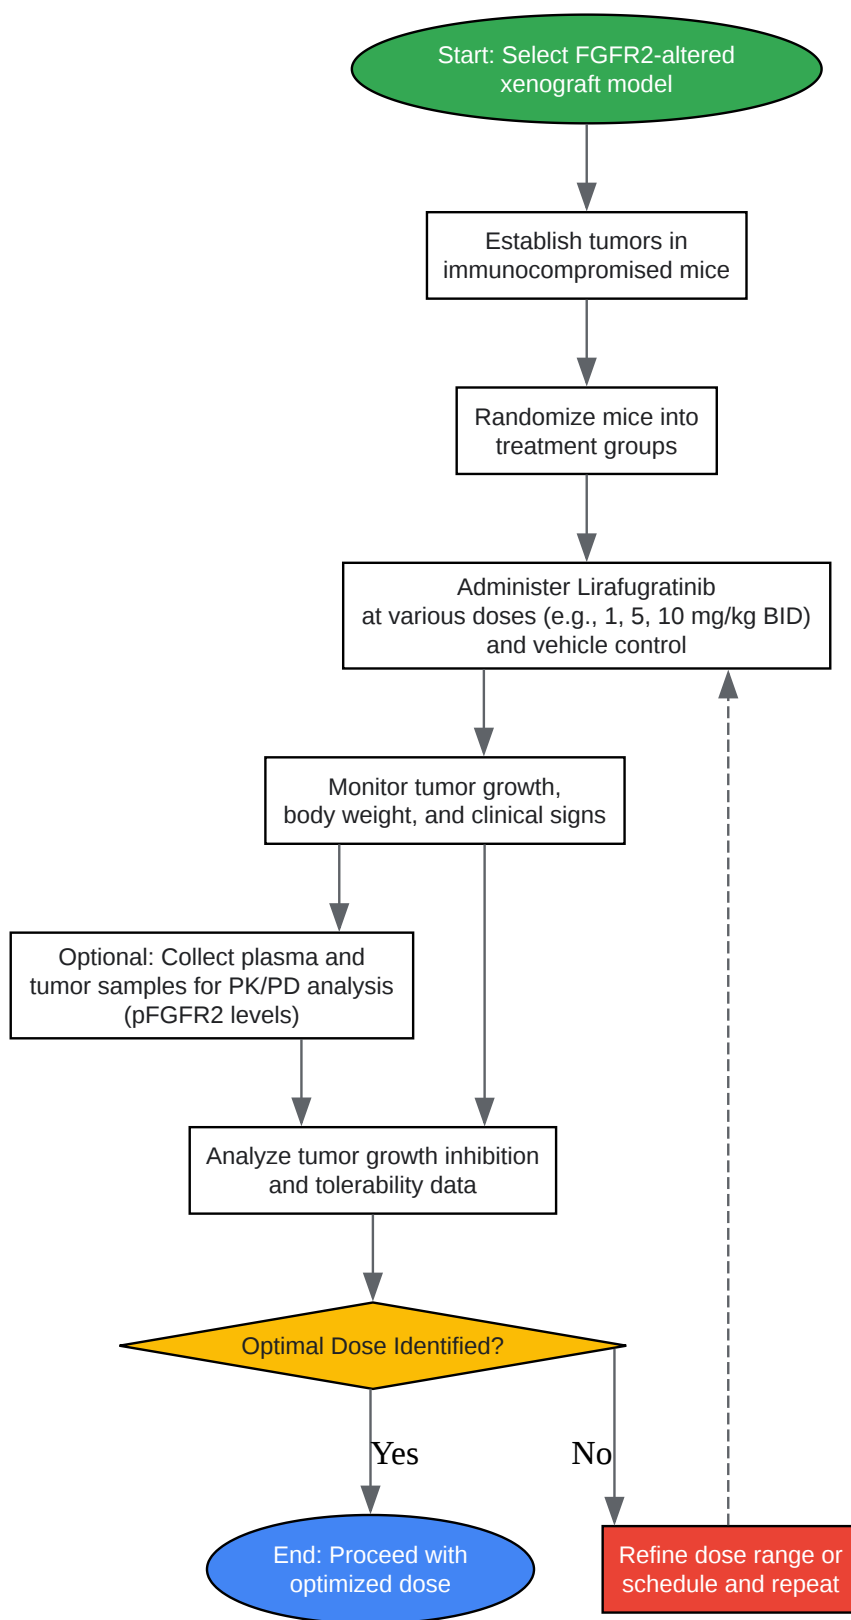 Start: Select FGFR2-altered
xenograft model
Establish tumors in
immunocompromised mice
Randomize mice into
treatment groups
Administer Lirafugratinib
at various doses (e.g., 1, 5, 10 mg/kg BID)
and vehicle control
Monitor tumor growth,
body weight, and clinical signs
Optional: Collect plasma and
tumor samples for PK/PD analysis
(pFGFR2 levels)
Analyze tumor growth inhibition
and tolerability data
Optimal Dose Identified?
Yes
No
End: Proceed with
optimized dose
Refine dose range or
schedule and repeat